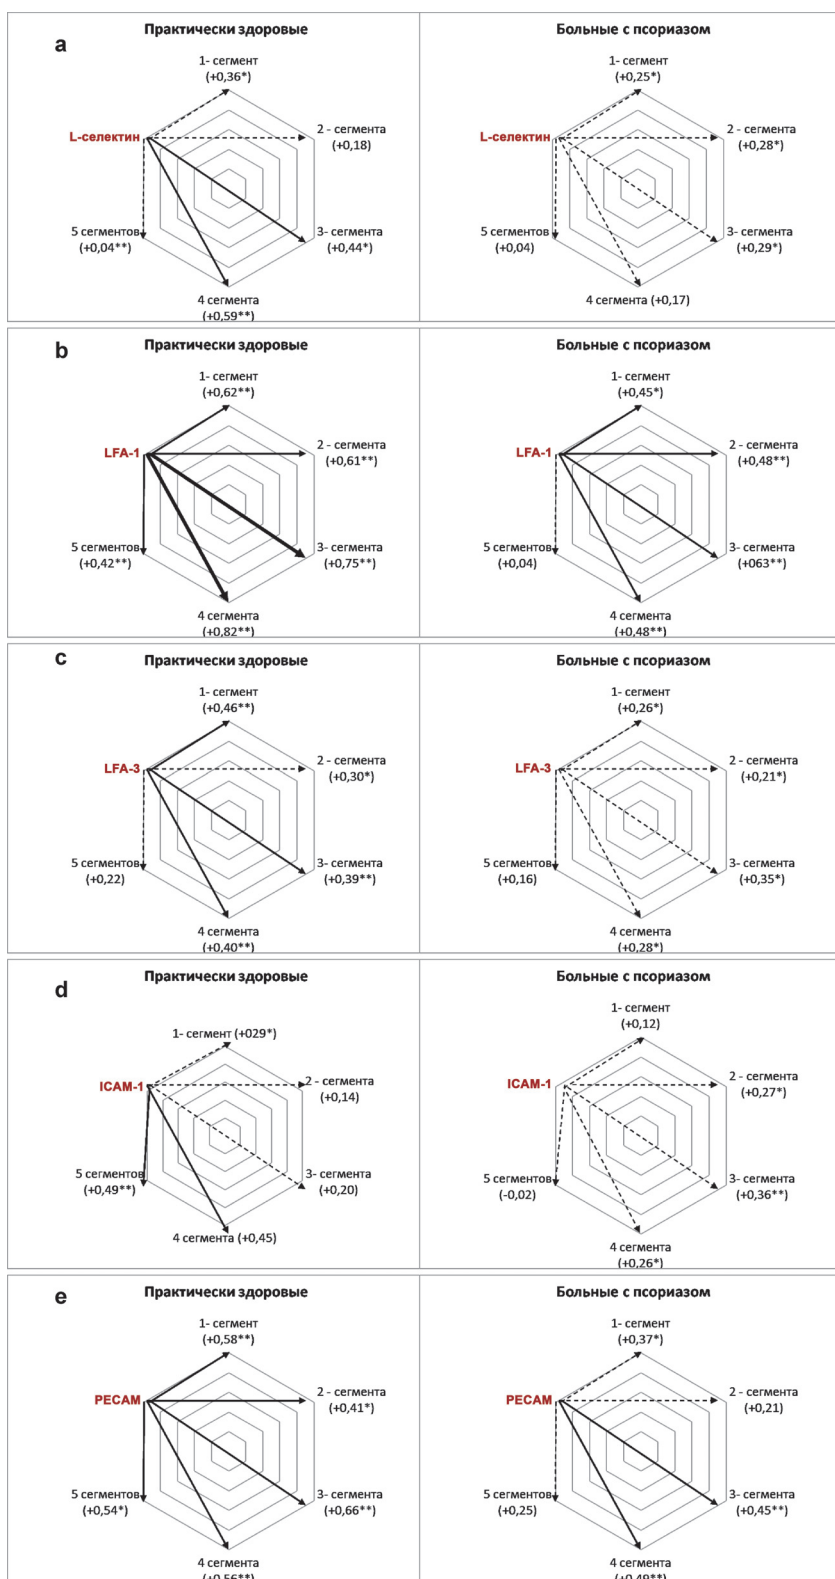 a
Практически здоровые
1- сегмент
(+0,36*)
L-селектин
2 - сегмента
(+0,18)
5 сегментов
(+0,04**)
3- сегмента
(+0,44*)
4 сегмента
(+0,59**)
Больные с псориазом
1- сегмент
(+0,25*)
L-селектин
2 - сегмента
(+0,28*)
5 сегментов
(+0,04)
3- сегмента
(+0,29*)
4 сегмента (+0,17)
b
Практически здоровые
1- сегмент
(+0,62**)
LFA-1
2 - сегмента
(+0,61**)
5 сегментов
(+0,42**)
3- сегмента
(+0,75**)
4 сегмента
(+0,82**)
Больные с псориазом
1- сегмент
(+0,45*)
LFA-1
2 - сегмента
(+0,48**)
5 сегментов
(+0,04)
3- сегмента
(+063**)
4 сегмента
(+0,48**)
c
Практически здоровые
1- сегмент
(+0,46**)
LFA-3
2 - сегмента
(+0,30*)
5 сегментов
(+0,22)
3- сегмента
(+0,39**)
4 сегмента
(+0,40**)
Больные с псориазом
1- сегмент
(+0,26*)
LFA-3
2 - сегмента
(+0,21*)
5 сегментов
(+0,16)
3- сегмента
(+0,35*)
4 сегмента
(+0,28*)
d
Практически здоровые
1- сегмент (+029*)
ICAM-1
2 - сегмента
(+0,14)
5 сегментов
(+0,49**)
3- сегмента
(+0,20)
4 сегмента (+0,45)
Больные с псориазом
1- сегмент
(+0,12)
ICAM-1
2 - сегмента
(+0,27*)
5 сегментов
(-0,02)
3- сегмента
(+0,36**)
4 сегмента
(+0,26*)
e
Практически здоровые
1- сегмент
(+0,58**)
PECAM
2 - сегмента
(+0,41*)
5 сегментов
(+0,54*)
3- сегмента
(+0,66**)
4 сегмента
(+0,56**)
Больные с псориазом
1- сегмент
(+0,37*)
PECAM
2 - сегмента
(+0,21)
5 сегментов
(+0,25)
3- сегмента
(+0,45**)
4 сегмента
(+0,49**)